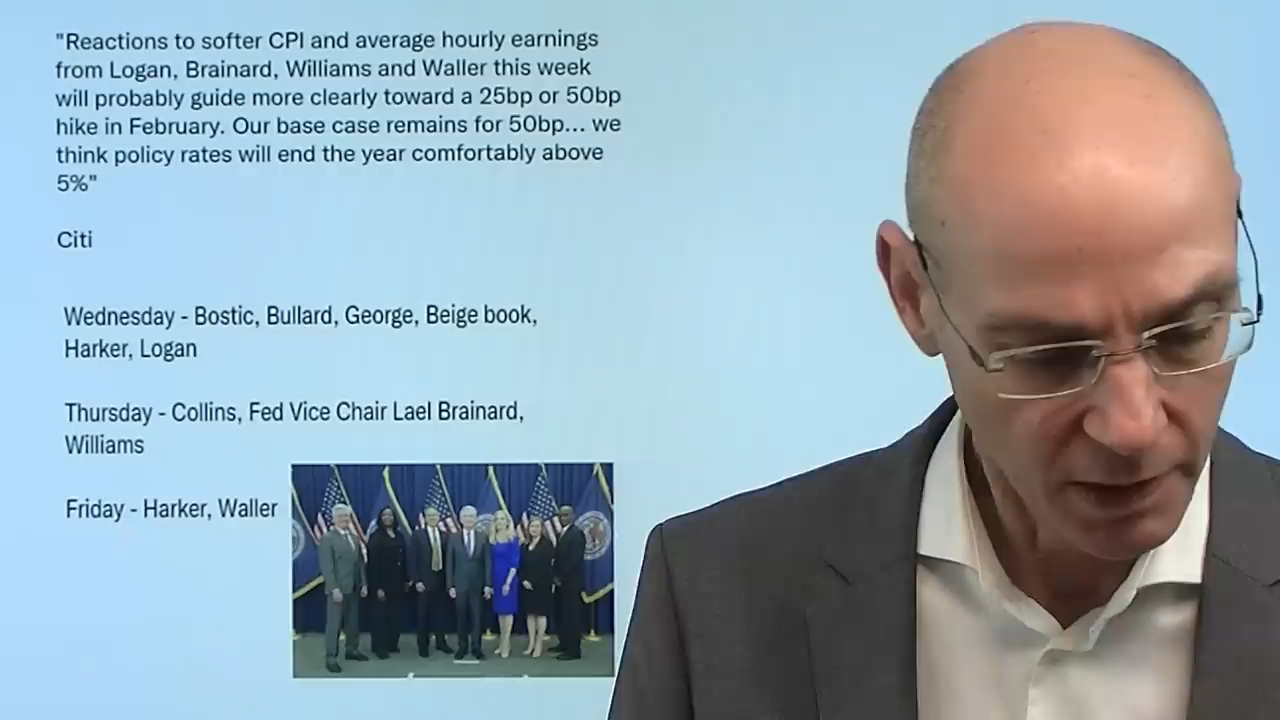 "Reactions to softer CPI and average hourly earnings
from Logan, Brainard, Williams and Waller this week
will probably guide more clearly toward a 25bp or 50bp
hike in February. Our base case remains for 50bp... we
think policy rates will end the year comfortably above
5%"
Citi
Wednesday - Bostic, Bullard, George, Beige book,
Harker, Logan
Thursday - Collins, Fed Vice Chair Lael Brainard,
Williams
Friday - Harker, Waller